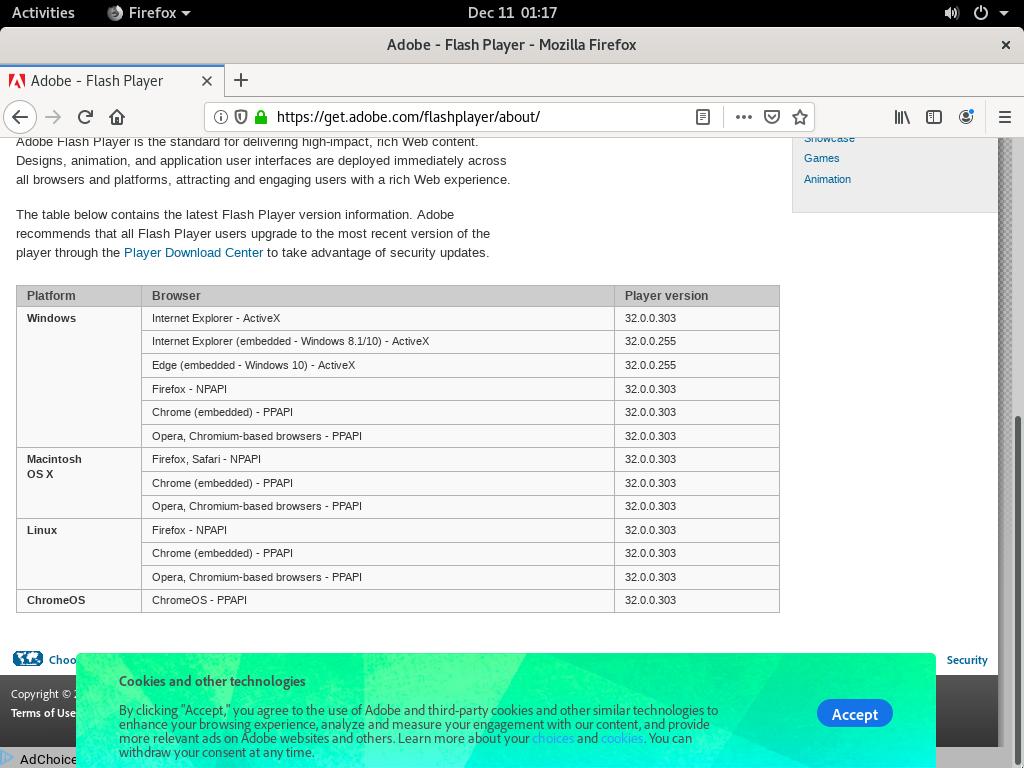 Activities Firefox Dec 11 01:17
Adobe - Flash Player - Mozilla Firefox
Adobe - Flash Player
https://get.adobe.com/flashplayer/about/
Adobe Flash Player is the standard for delivering high-impact, rich Web content.
Designs, animation, and application user interfaces are deployed immediately across
all browsers and platforms, attracting and engaging users with a rich Web experience.
Showcase
Games
Animation
The table below contains the latest Flash Player version information. Adobe
recommends that all Flash Player users upgrade to the most recent version of the
player through the Player Download Center to take advantage of security updates.
Platform Browser Player version
Windows Internet Explorer - ActiveX 32.0.0.303
Internet Explorer (embedded - Windows 8.1/10) - ActiveX 32.0.0.255
Edge (embedded - Windows 10) - ActiveX 32.0.0.255
Firefox - NPAPI 32.0.0.303
Chrome (embedded) - PPAPI 32.0.0.303
Opera, Chromium-based browsers - PPAPI 32.0.0.303
Macintosh Firefox, Safari - NPAPI 32.0.0.303
OS X
Chrome (embedded) - PPAPI 32.0.0.303
Opera, Chromium-based browsers - PPAPI 32.0.0.303
Linux Firefox - NPAPI 32.0.0.303
Chrome (embedded) - PPAPI 32.0.0.303
Opera, Chromium-based browsers - PPAPI 32.0.0.303
ChromeOS ChromeOS - PPAPI 32.0.0.303
Choo Security
Copyright ©
Terms of Use
AdChoice
Cookies and other technologies
By clicking "Accept," you agree to the use of Adobe and third-party cookies and other similar technologies to
enhance your browsing experience, analyze and measure your engagement with our content, and provide
more relevant ads on Adobe websites and others. Learn more about your choices and cookies. You can
withdraw your consent at any time.
Accept